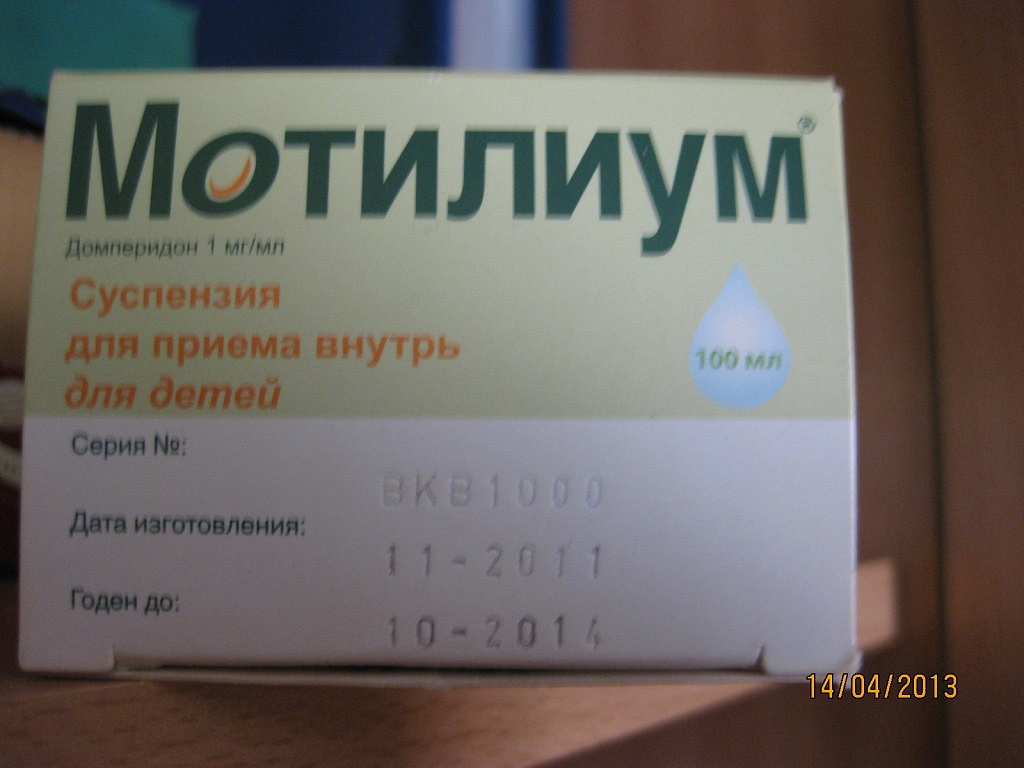 Мотилиум®
Домперидон 1 мг/мл
Суспензия
для приема внутрь
для детей
100 мл
Серия №:
BKB1000
Дата изготовления:
11-2011
Годен до:
10-2014
14/04/2013